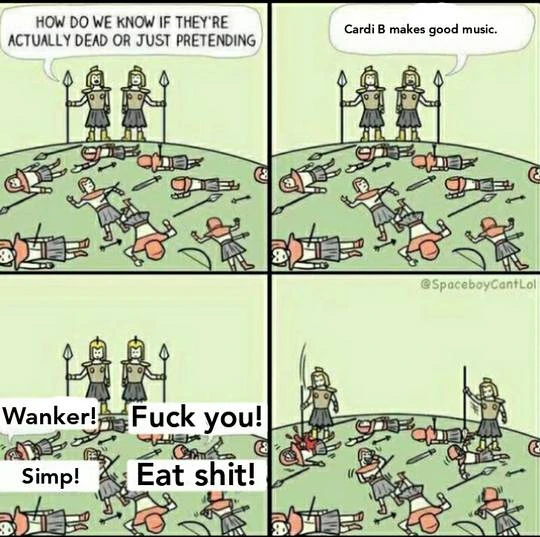 HOW DO WE KNOW IF THEY'RE
ACTUALLY DEAD OR JUST PRETENDING
Cardi B makes good music.
Wanker!
Fuck you!
Simp!
Eat shit!
@SpaceboyCantLol